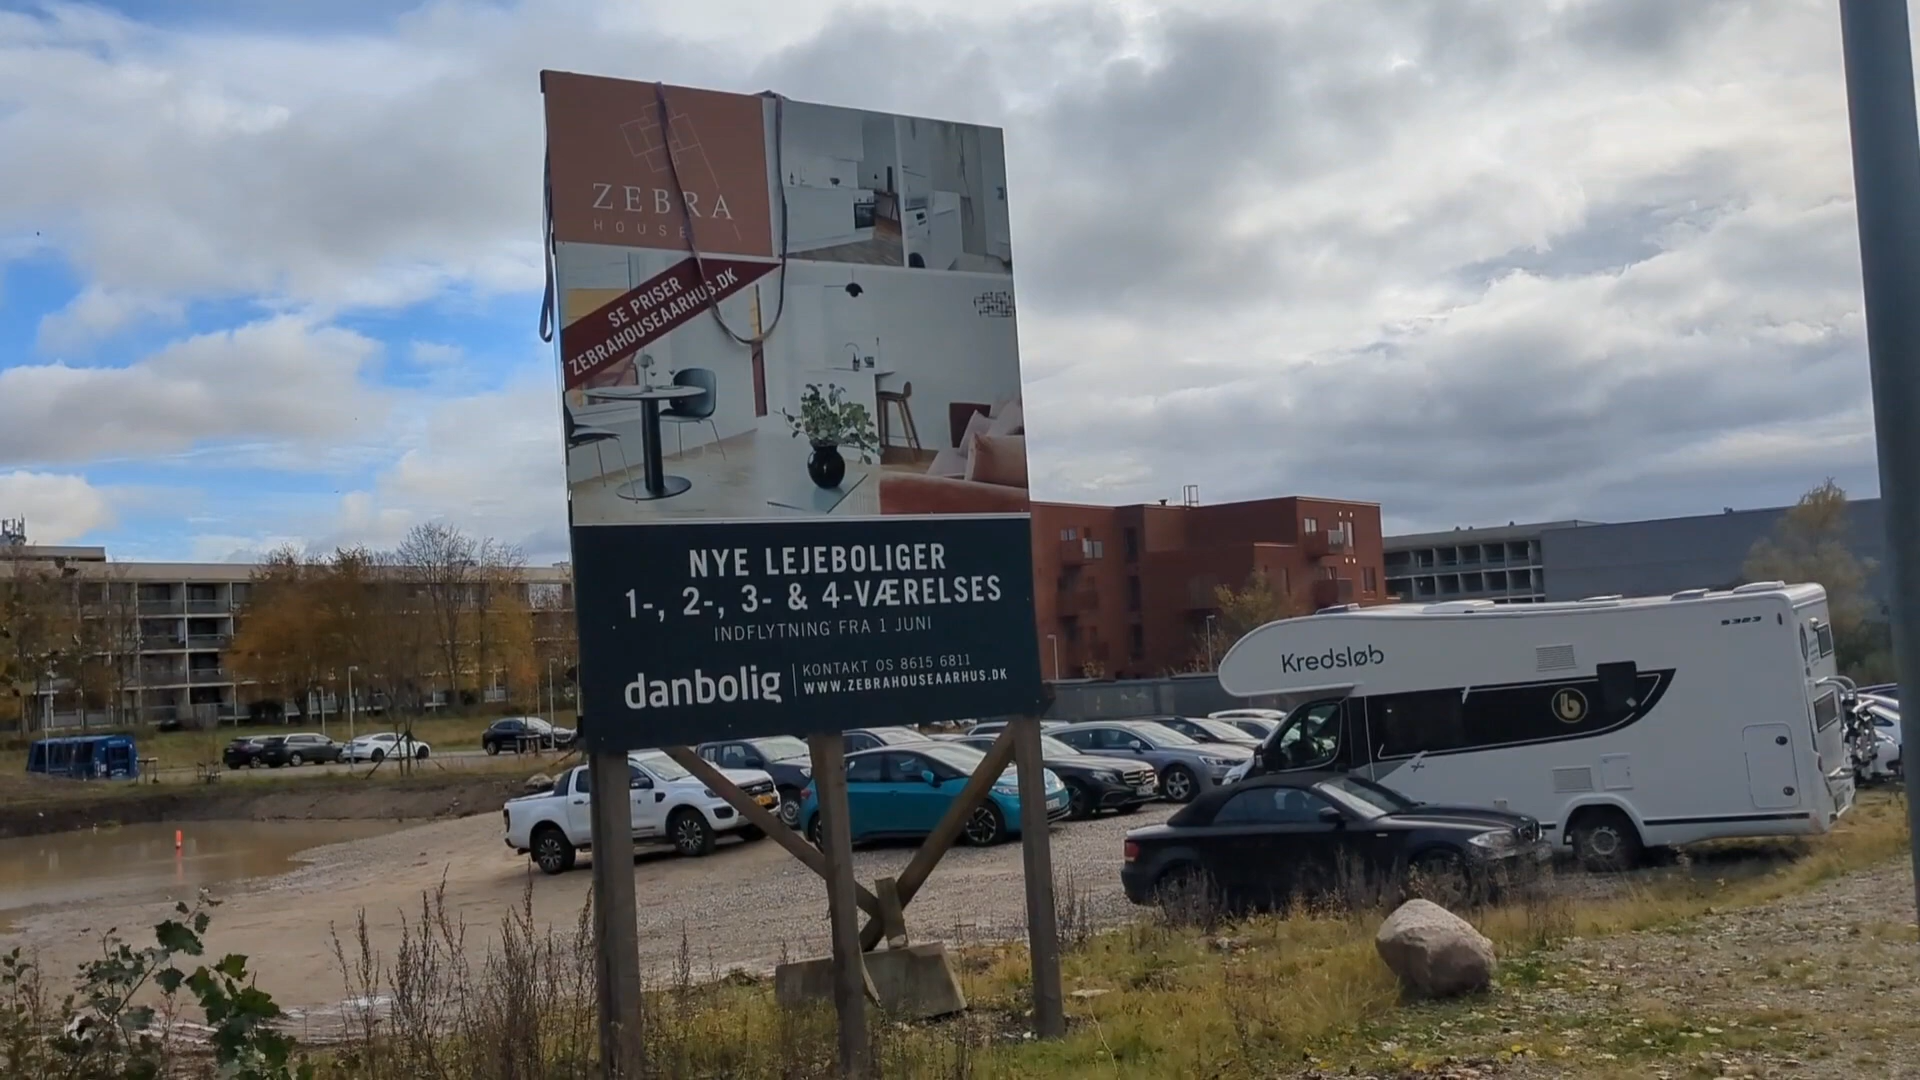 ZEBRA
HOUSE
SE PRISER
ZEBRAHOUSEAARHUS.DK
NYE LEJEBOLIGER
1-, 2-, 3- & 4-VÆRELSES
INDFLYTNING FRA 1 JUNI
danbolig
KONTAKT OS 8615 6811
WWW.ZEBRAHOUSEAARHUS.DK
Kredsløb
5323